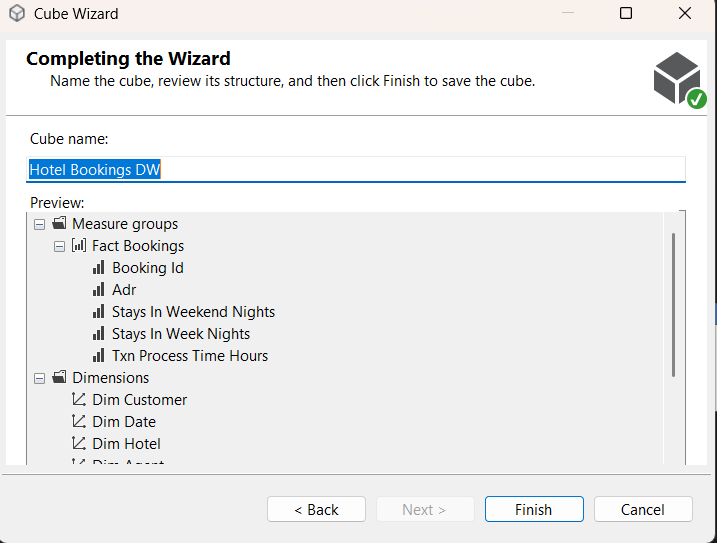 Cube Wizard
Completing the Wizard
Name the cube, review its structure, and then click Finish to save the cube.
Cube name:
Hotel Bookings DW
Preview:
Measure groups
Fact Bookings
Booking Id
Adr
Stays In Weekend Nights
Stays In Week Nights
Txn Process Time Hours
Dimensions
Dim Customer
Dim Date
Dim Hotel
Dim Agent
< Back
Next >
Finish
Cancel